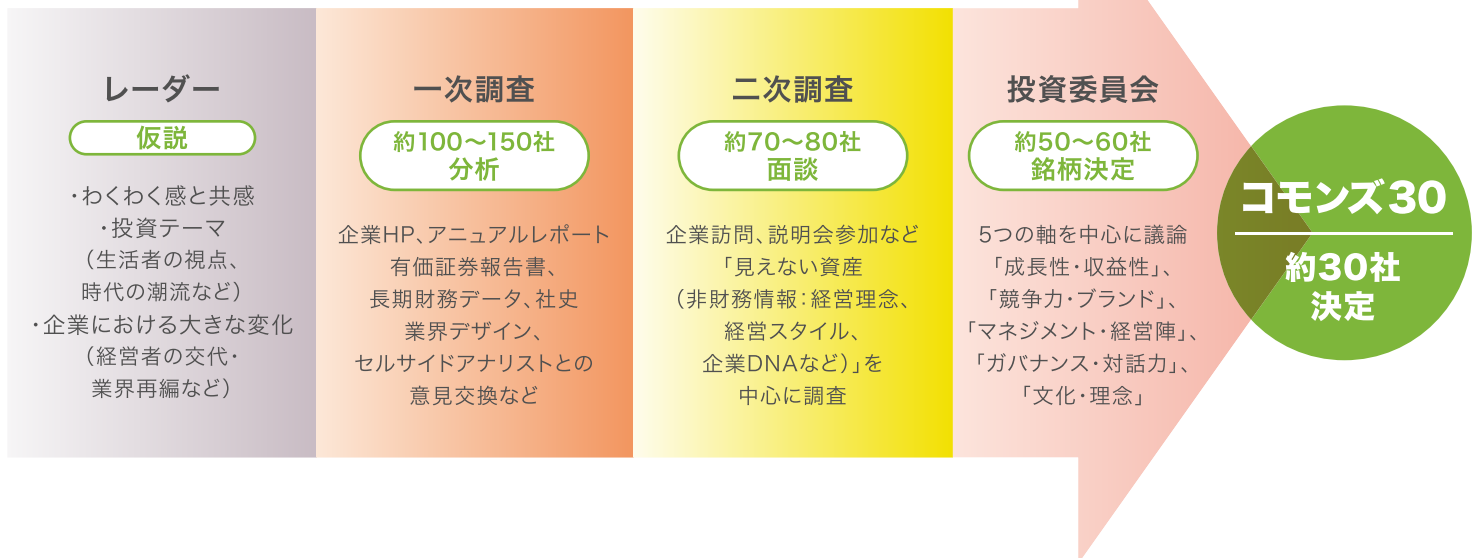 レーダー
仮説
・わくわく感と共感
・投資テーマ
（生活者の視点、
時代の潮流など）
・企業における大きな変化
（経営者の交代・
業界再編など）
一次調査
約100〜150社
分析
企業HP、アニュアルレポート
有価証券報告書、
長期財務データ、社史
業界デザイン、
セルサイドアナリストとの
意見交換など
二次調査
約70〜80社
面談
企業訪問、説明会参加など
「見えない資産
（非財務情報：経営理念、
経営スタイル、
企業DNAなど）」を
中心に調査
投資委員会
約50〜60社
銘柄決定
5つの軸を中心に議論
「成長性・収益性」、
「競争力・ブランド」、
「マネジメント・経営陣」、
「ガバナンス・対話力」、
「文化・理念」
コモンズ30
約30社
決定